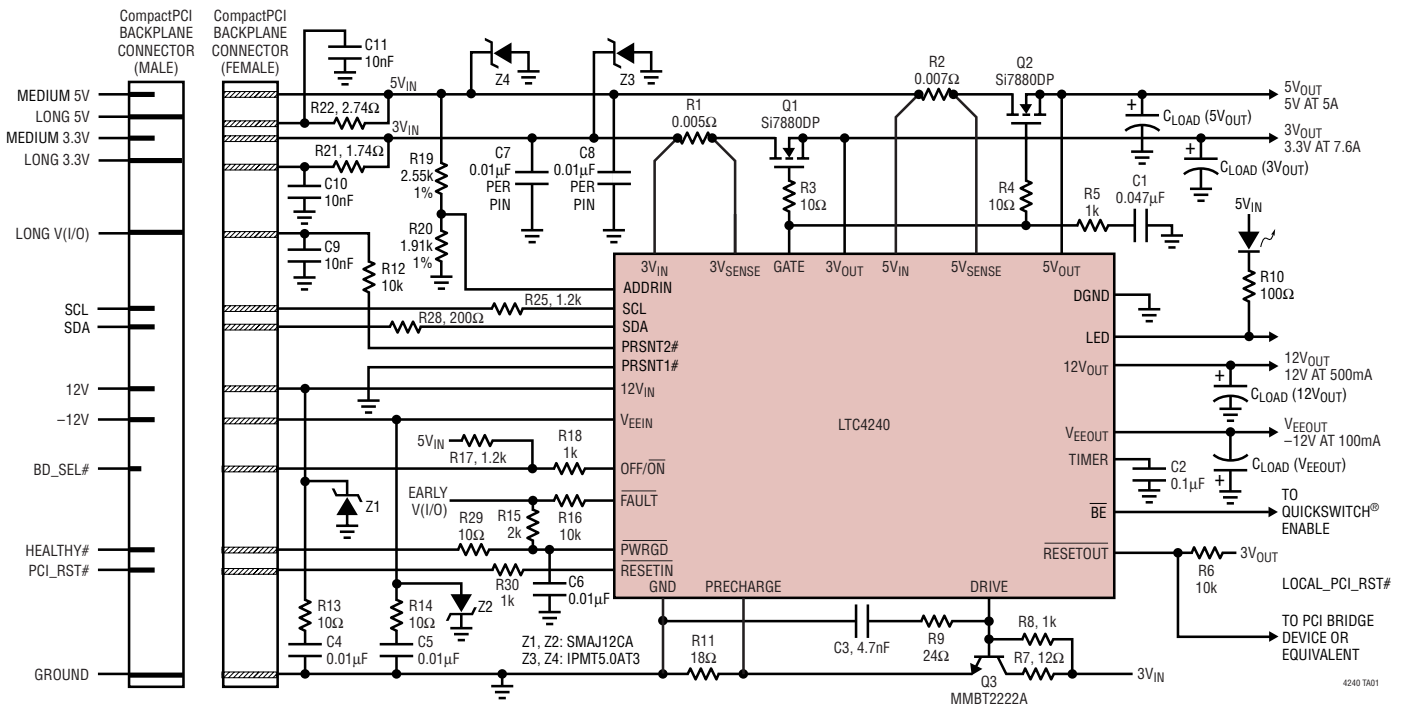 CompactPCI
BACKPLANE
CONNECTOR
(MALE)
CompactPCI
BACKPLANE
CONNECTOR
(FEMALE)
MEDIUM 5V
LONG 5V
MEDIUM 3.3V
LONG 3.3V
LONG V(I/O)
SCL
SDA
12V
–12V
BD_SEL#
HEALTHY#
PCI_RST#
GROUND
C11
10nF
R22, 2.74Ω
R21, 1.74Ω
C10
10nF
C9
10nF
R12
10k
5VIN
3VIN
R19
2.55k
1%
R20
1.91k
1%
Z4
Z3
C7
0.01µF
PER
PIN
C8
0.01µF
PER
PIN
R1
0.005Ω
Q1
Si7880DP
R3
10Ω
R2
0.007Ω
Q2
Si7880DP
R4
10Ω
R5
1k
C1
0.047µF
+
CLOAD (5VOUT)
+
CLOAD (3VOUT)
5VOUT
5V AT 5A
3VOUT
3.3V AT 7.6A
5VIN
R10
100Ω
R25, 1.2k
R28, 200Ω
3VIN
3VSENSE
GATE
3VOUT
5VIN
5VSENSE
5VOUT
ADDRIN
SCL
SDA
PRSNT2#
PRSNT1#
12VIN
VEEIN
OFF/ON
FAULT
PWRGD
RESETIN
GND
PRECHARGE
DRIVE
LTC4240
DGND
LED
12VOUT
VEEOUT
TIMER
BE
RESETOUT
12VOUT
12V AT 500mA
+
CLOAD (12VOUT)
VEEOUT
–12V AT 100mA
CLOAD (VEEOUT)
+
C2
0.1µF
TO
QUICKSWITCH®
ENABLE
3VOUT
R6
10k
LOCAL_PCI_RST#
TO PCI BRIDGE
DEVICE OR
EQUIVALENT
5VIN
R17, 1.2k
R18
1k
EARLY
V(I/O)
R15
2k
R16
10k
R29
10Ω
R30
1k
C6
0.01µF
Z1
Z2
R13
10Ω
C4
0.01µF
R14
10Ω
C5
0.01µF
Z1, Z2: SMAJ12CA
Z3, Z4: IPMT5.0AT3
R11
18Ω
C3, 4.7nF
R9
24Ω
R8, 1k
R7, 12Ω
Q3
MMBT2222A
3VIN
4240 TA01